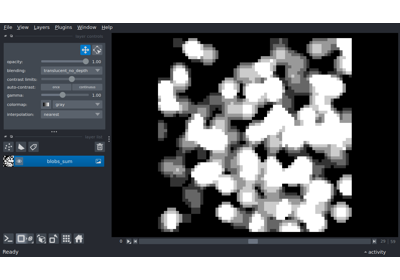 File View Layers Plugins Window Help
opacity: 1.00
blending: translucent_no_depth
contrast limits:
auto-contrast: once continuous
gamma: 1.00
colormap: gray
interpolation: nearest
blobs_sum
Ready
activity